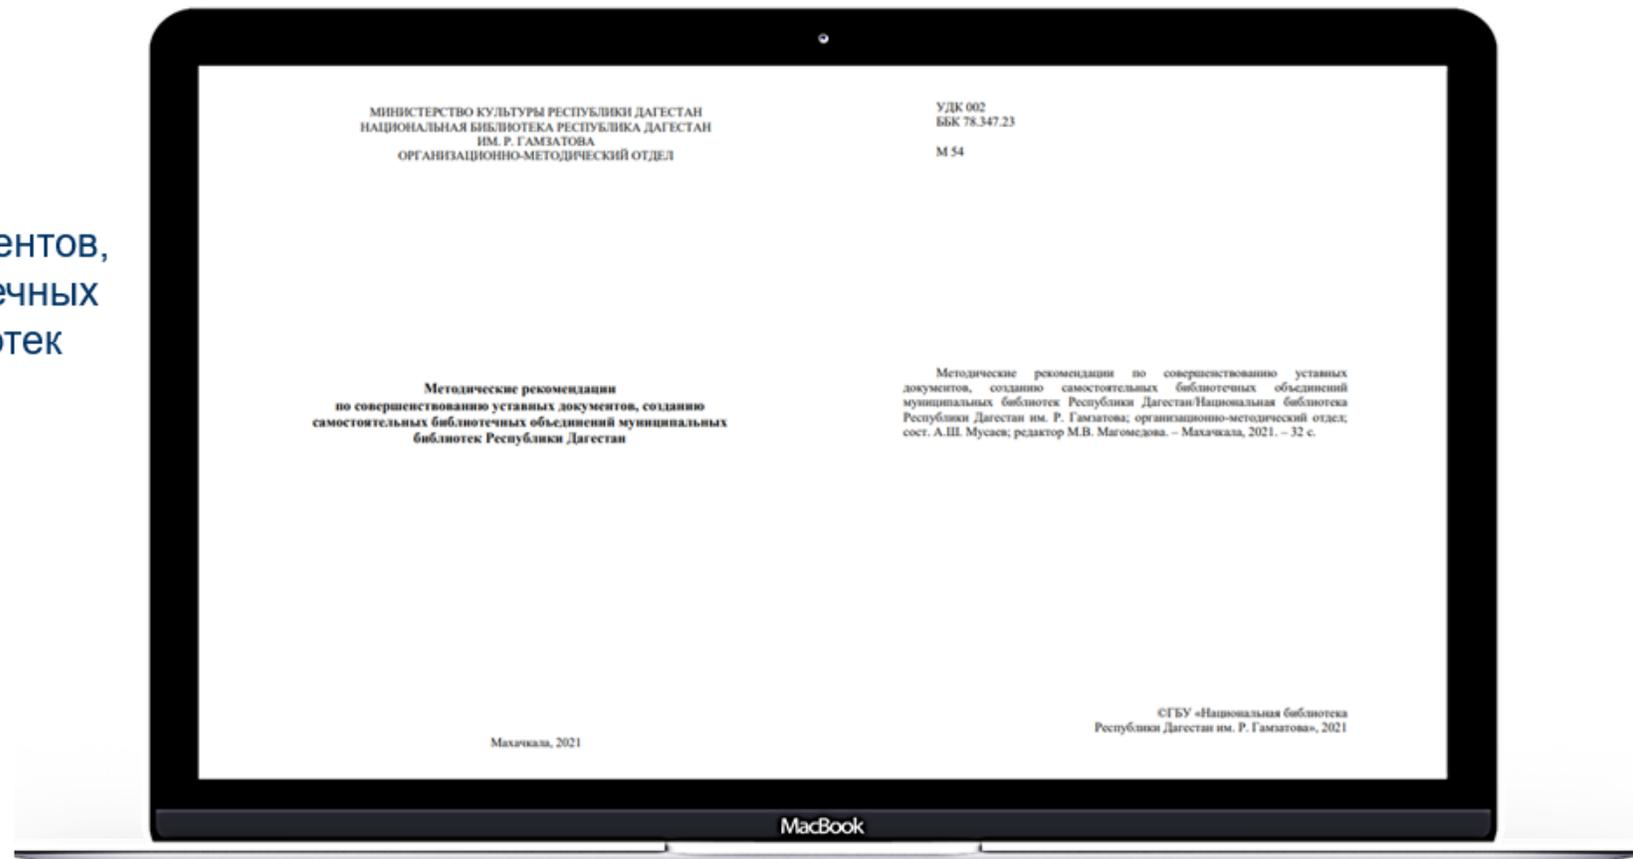 ентов,
ечных
отек
МИНИСТЕРСТВО КУЛЬТУРЫ РЕСПУБЛИКИ ДАГЕСТАН
НАЦИОНАЛЬНАЯ БИБЛИОТЕКА РЕСПУБЛИКА ДАГЕСТАН
ИМ. Р. ГАМЗАТОВА
ОРГАНИЗАЦИОННО-МЕТОДИЧЕСКИЙ ОТДЕЛ
Методические рекомендации
по совершенствованию уставных документов, созданию
самостоятельных библиотечных объединений муниципальных
библиотек Республики Дагестан
Махачкала, 2021
УДК 002
ББК 78.347.23
М 54
Методические рекомендации по совершенствованию уставных
документов, созданию самостоятельных библиотечных объединений
муниципальных библиотек Республики Дагестан/Национальная библиотека
Республики Дагестан им. Р. Гамзатова; организационно-методический отдел;
сост. А.Ш. Мусаев; редактор М.В. Магомедова. – Махачкала, 2021. – 32 с.
©ГБУ «Национальная библиотека
Республики Дагестан им. Р. Гамзатова», 2021
MacBook